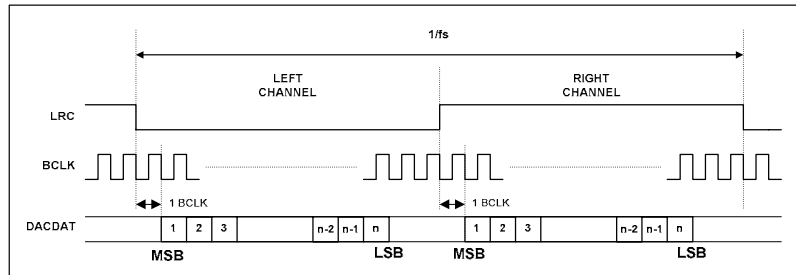 1/fs
LEFT CHANNEL
RIGHT CHANNEL
LRC
BCLK
1 BCLK
1 BCLK
DACDAT
1 2 3 n-2 n-1 n 1 2 3 n-2 n-1 n
MSB LSB MSB LSB